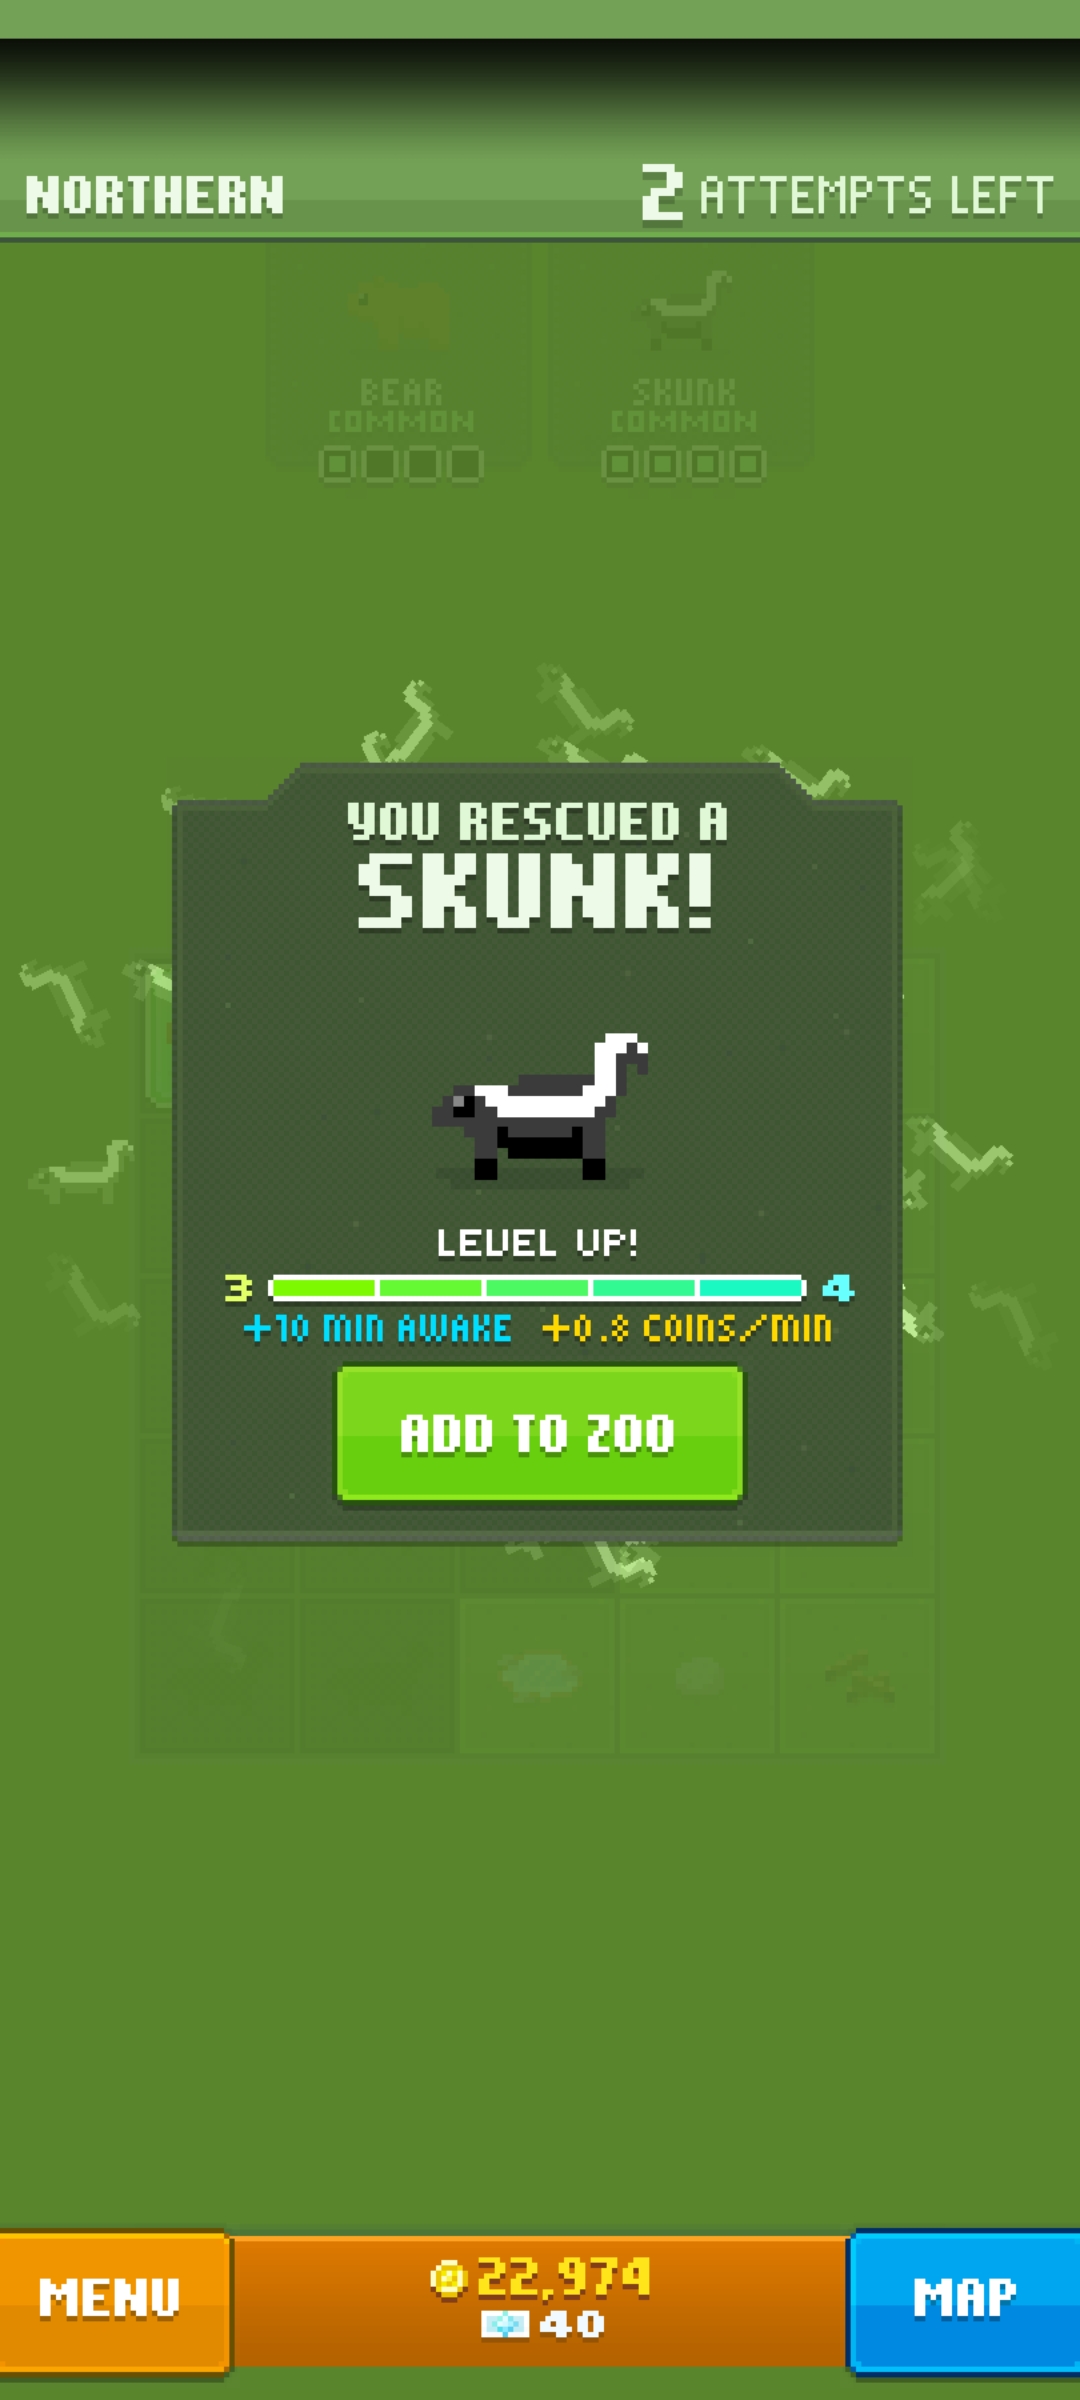 NORTHERN
2 ATTEMPTS LEFT
BEAR
COMMON
SKUNK
COMMON
YOU RESCUED A
SKUNK!
LEVEL UP!
3 4
+10 MIN AWAKE +0.8 COINS/MIN
ADD TO ZOO
MENU
22,974
40
MAP